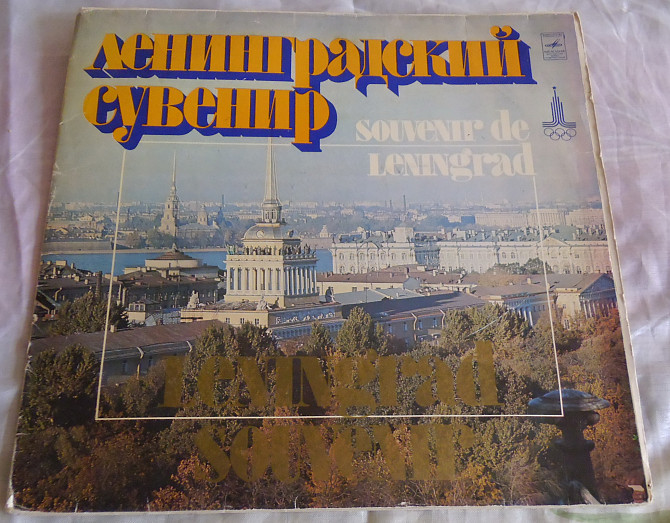 Ленинградский
сувенир
souvenir de
Leningrad
Leningrad
souvenir